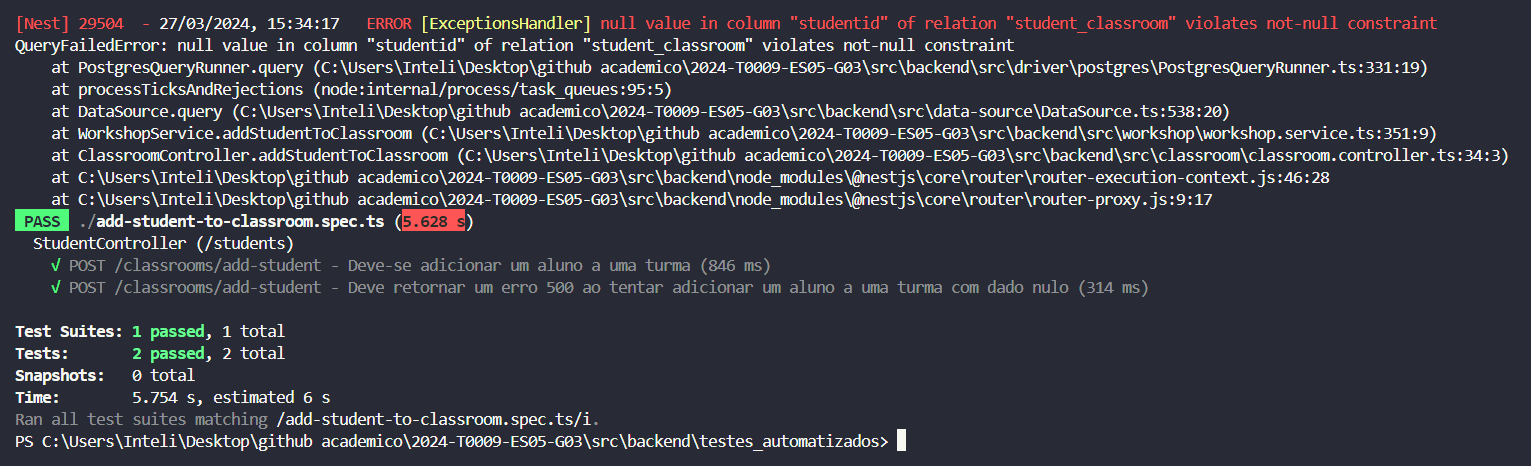 [Nest] 29504  - 27/03/2024, 15:34:17   ERROR [ExceptionsHandler] null value in column "studentid" of relation "student_classroom" violates not-null constraint
QueryFailedError: null value in column "studentid" of relation "student_classroom" violates not-null constraint
    at PostgresQueryRunner.query (C:\Users\Inteli\Desktop\github academico\2024-T0009-ES05-G03\src\backend\src\driver\postgres\PostgresQueryRunner.ts:331:19)
    at processTicksAndRejections (node:internal/process/task_queues:95:5)
    at DataSource.query (C:\Users\Inteli\Desktop\github academico\2024-T0009-ES05-G03\src\backend\src\data-source\DataSource.ts:538:20)
    at WorkshopService.addStudentToClassroom (C:\Users\Inteli\Desktop\github academico\2024-T0009-ES05-G03\src\backend\src\workshop\workshop.service.ts:351:9)
    at ClassroomController.addStudentToClassroom (C:\Users\Inteli\Desktop\github academico\2024-T0009-ES05-G03\src\backend\src\classroom\classroom.controller.ts:34:3)
    at C:\Users\Inteli\Desktop\github academico\2024-T0009-ES05-G03\src\backend\node_modules\@nestjs\core\router\router-execution-context.js:46:28
    at C:\Users\Inteli\Desktop\github academico\2024-T0009-ES05-G03\src\backend\node_modules\@nestjs\core\router\router-proxy.js:9:17
PASS ./add-student-to-classroom.spec.ts (5.628 s)
  StudentController (/students)
    √ POST /classrooms/add-student - Deve-se adicionar um aluno a uma turma (846 ms)
    √ POST /classrooms/add-student - Deve retornar um erro 500 ao tentar adicionar um aluno a uma turma com dado nulo (314 ms)
Test Suites: 1 passed, 1 total
Tests:       2 passed, 2 total
Snapshots:   0 total
Time:        5.754 s, estimated 6 s
Ran all test suites matching /add-student-to-classroom.spec.ts/i.
PS C:\Users\Inteli\Desktop\github academico\2024-T0009-ES05-G03\src\backend\testes_automatizados>